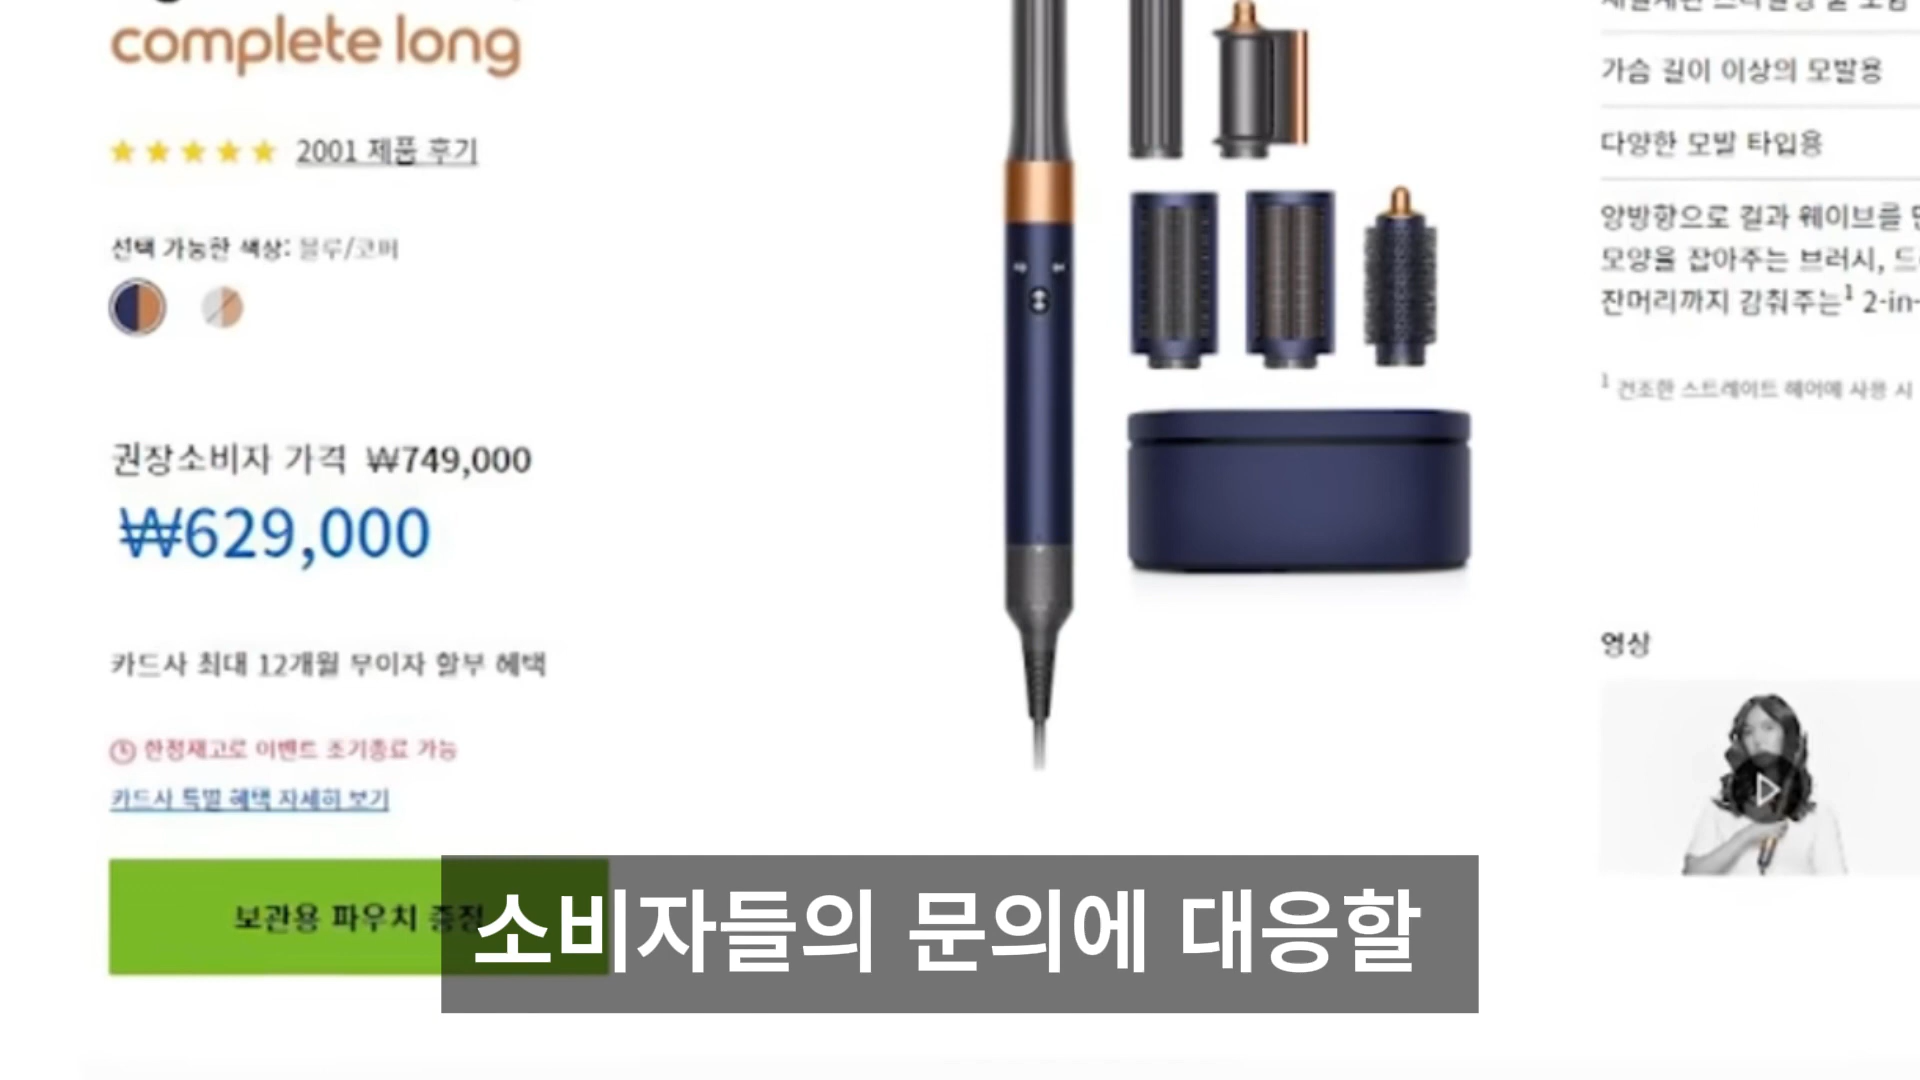 complete long
2001 제품 후기
선택 가능한 색상: 블루/코퍼
권장소비자 가격 ₩749,000
₩629,000
카드사 최대 12개월 무이자 할부 혜택
한정재고로 이벤트 조기종료 가능
카드사 특별 혜택 자세히 보기
보관용 파우치 증정
가슴 길이 이상의 모발용
다양한 모발 타입용
양방향으로 컬과 웨이브를
모양을 잡아주는 브러시,
잔머리까지 감춰주는¹ 2-in-
¹ 건조한 스트레이트 헤어에 사용 시
영상
소비자들의 문의에 대응할